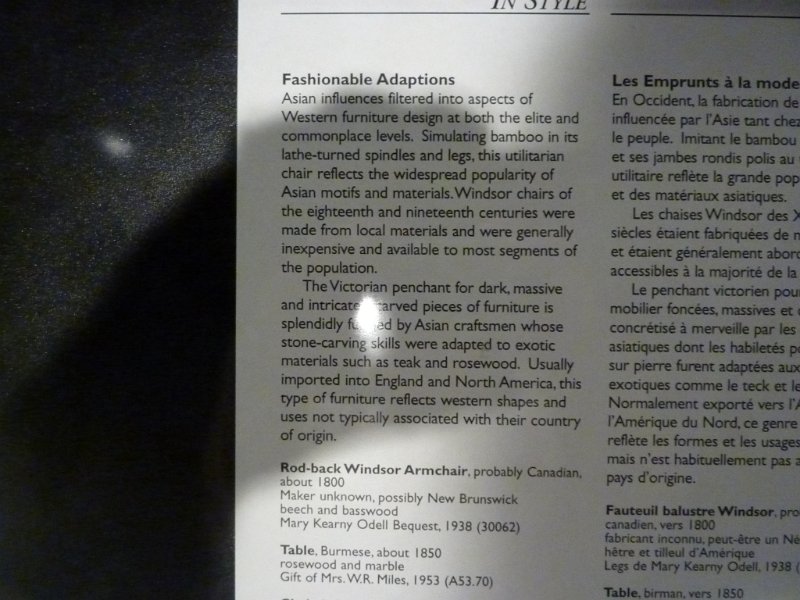 IN STYLE
Fashionable Adaptions
Asian influences filtered into aspects of
Western furniture design at both the elite and
commonplace levels. Simulating bamboo in its
lathe-turned spindles and legs, this utilitarian
chair reflects the widespread popularity of
Asian motifs and materials. Windsor chairs of
the eighteenth and nineteenth centuries were
made from local materials and were generally
inexpensive and available to most segments of
the population.
The Victorian penchant for dark, massive
and intricate arved pieces of furniture is
splendidly by Asian craftsmen whose
stone-carving skills were adapted to exotic
materials such as teak and rosewood. Usually
imported into England and North America, this
type of furniture reflects western shapes and
uses not typically associated with their country
of origin.
Rod-back Windsor Armchair, probably Canadian,
about 1800
Maker unknown, possibly New Brunswick
beech and basswood
Mary Kearny Odell Bequest, 1938 (30062)
Table, Burmese, about 1850
rosewood and marble
Gift of Mrs. W.R. Miles, 1953 (A53.70)
Les Emprunts à la mode
En Occident, la fabrication de
influencée par l'Asie tant chez
le peuple. Imitant le bambou
et ses jambes rondis polis au
utilitaire reflète la grande pop
et des matériaux asiatiques.
Les chaises Windsor des X
siècles étaient fabriquées de m
et étaient généralement abord
accessibles à la majorité de la
Le penchant victorien pour
mobilier foncées, massives et
concrétisé à merveille par les
asiatiques dont les habiletés
sur pierre furent adaptées aux
exotiques comme le teck et le
Normalement exporté vers l'A
l'Amérique du Nord, ce genre
reflète les formes et les usages
mais n'est habituellement pas a
pays d'origine.
Fauteuil balustre Windsor, pro
canadien, vers 1800
fabricant inconnu, peut-être un
hêtre et tilleul d'Amérique
Legs de Mary Kearny Odell, 1938 (
Table, birman, vers 1850